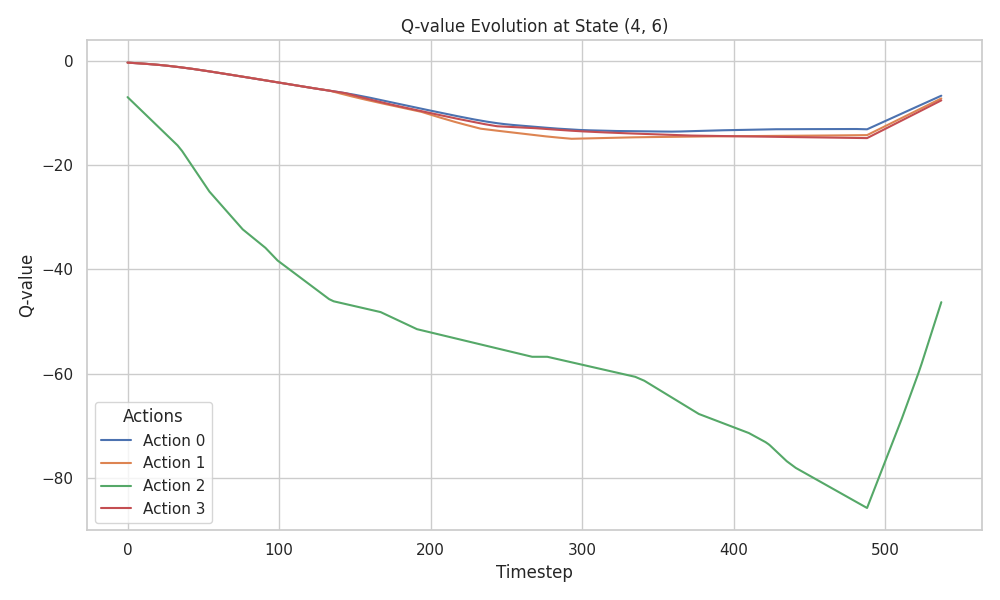 Q-value Evolution at State (4, 6)
Q-value
0
−20
−40
−60
−80
Actions
Action 0
Action 1
Action 2
Action 3
0 100 200 300 400 500
Timestep